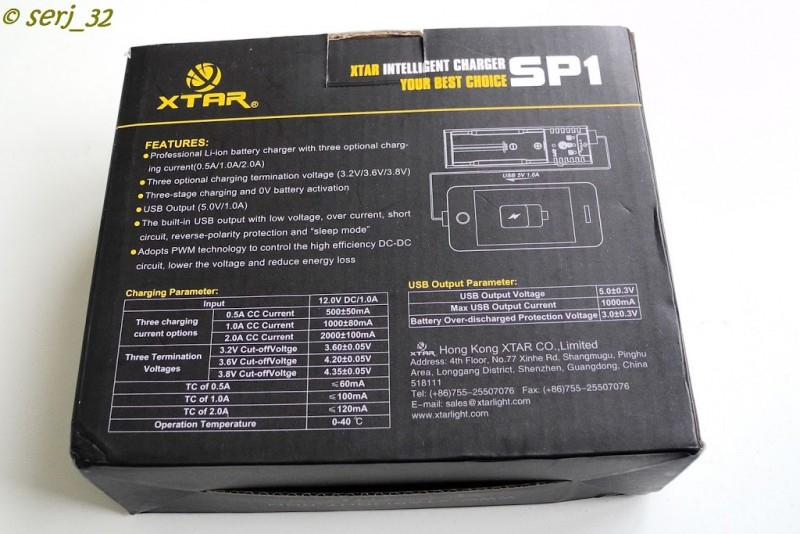 © serj_32
XTAR®
XTAR INTELLIGENT CHARGER
YOUR BEST CHOICE
SP1
FEATURES:
● Professional Li-Ion battery charger with three optional charg-
ing current(0.5A/1.0A/2.0A)
● Three optional charging termination voltage (3.2V/3.6V/3.8V)
● Three-stage charging and 0V battery activation
● USB Output (5.0V/1.0A)
● The built-in USB output with low voltage, over current, short
circuit, reverse-polarity protection and “sleep mode”
● Adopts PWM technology to control the high efficiency DC-DC
circuit, lower the voltage and reduce energy loss
USB 5V 1.0A
Charging Parameter:
Input 12.0V DC/1.0A
Three charging current options
0.5A CC Current 500±50mA
1.0A CC Current 1000±80mA
2.0A CC Current 2000±100mA
Three Termination Voltages
3.2V Cut-offVoltge 3.60±0.05V
3.6V Cut-offVoltge 4.20±0.05V
3.8V Cut-offVoltge 4.35±0.05V
TC of 0.5A ≤60mA
TC of 1.0A ≤100mA
TC of 2.0A ≤120mA
Operation Temperature 0-40 ℃
USB Output Parameter:
USB Output Voltage 5.0±0.3V
Max USB Output Current 1000mA
Battery Over-discharged Protection Voltage 3.0±0.3V
XTAR Hong Kong XTAR CO.,Limited
Address: 4th Floor, No.77 Xinhe Rd. Shangmugu, Pinghu
Area, Longgang District, Shenzhen, Guangdong, China
518111
Tel: (+86)755-25507076 Fax: (+86)755-25507076
E-mail: sales@xtarlight.com
www.xtarlight.com